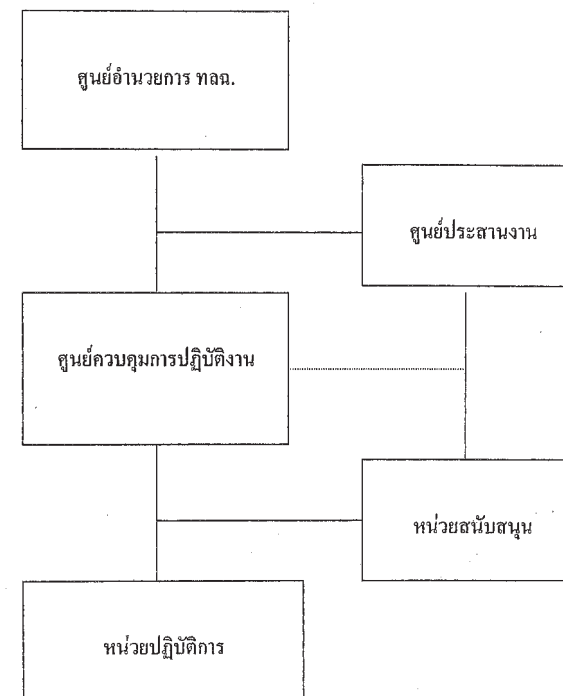 ศูนย์อำนวยการ ทลฉ.
ศูนย์ประสานงาน
ศูนย์ควบคุมการปฏิบัติงาน
หน่วยสนับสนุน
หน่วยปฏิบัติการ